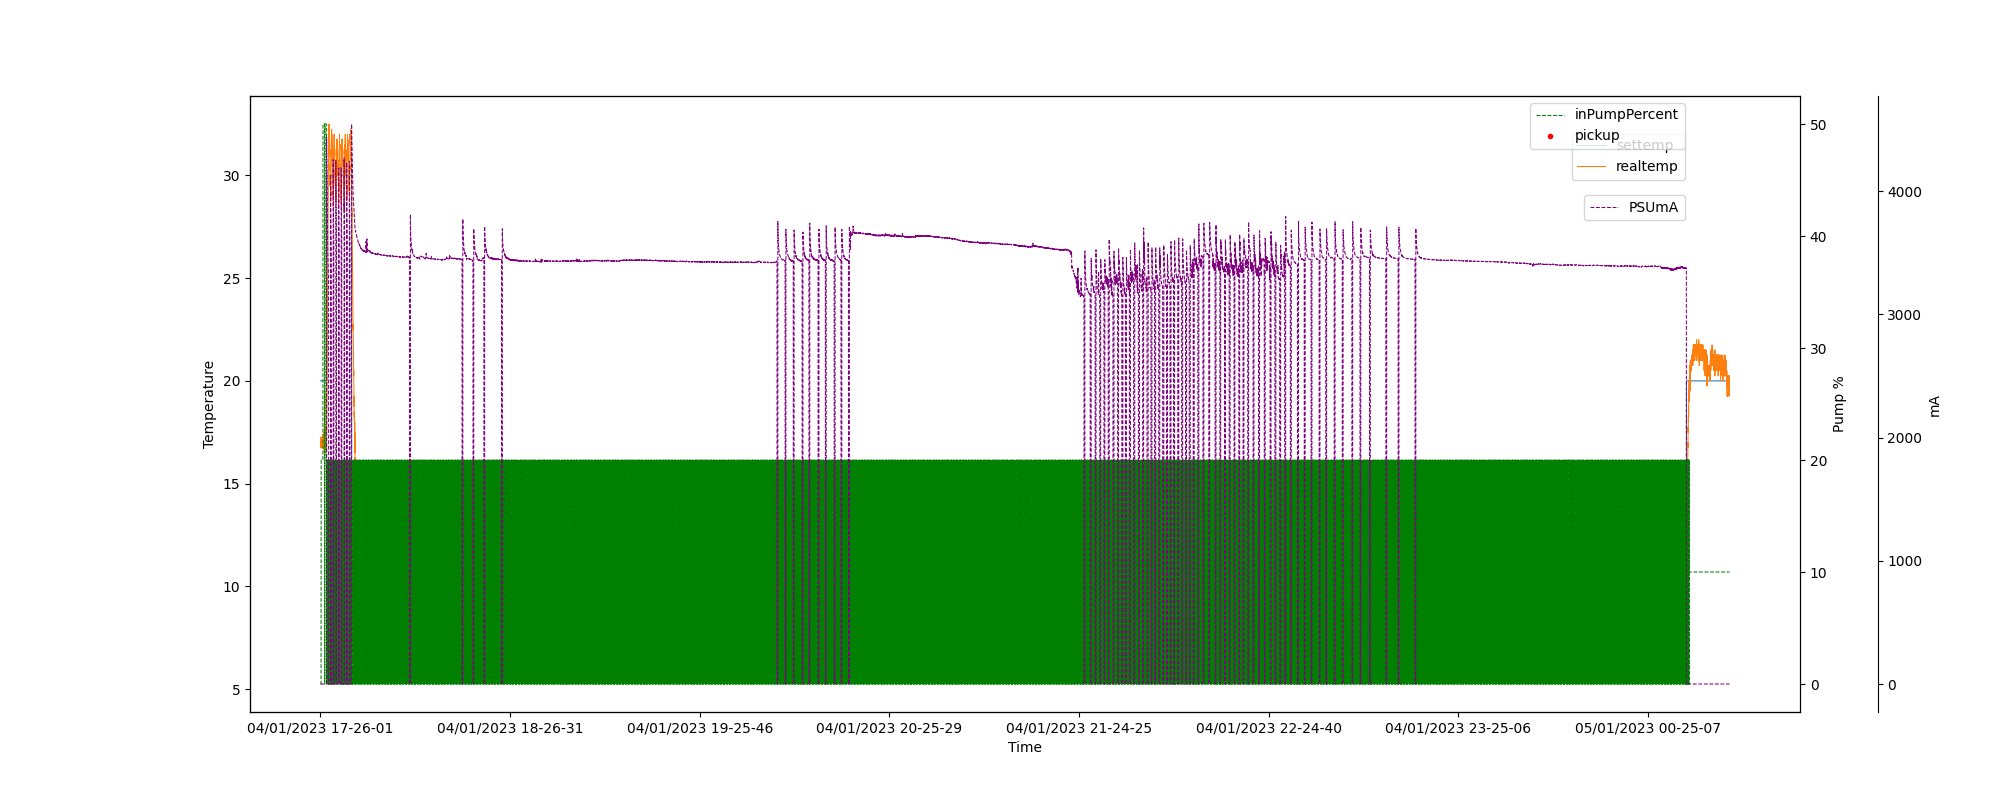 inPumpPercent
pickup
settemp
realtemp
PSUmA
30
25
20
15
10
5
Temperature
50
40
30
20
10
0
Pump %
4000
3000
2000
1000
0
mA
04/01/2023 17-26-01
04/01/2023 18-26-31
04/01/2023 19-25-46
04/01/2023 20-25-29
04/01/2023 21-24-25
04/01/2023 22-24-40
04/01/2023 23-25-06
05/01/2023 00-25-07
Time